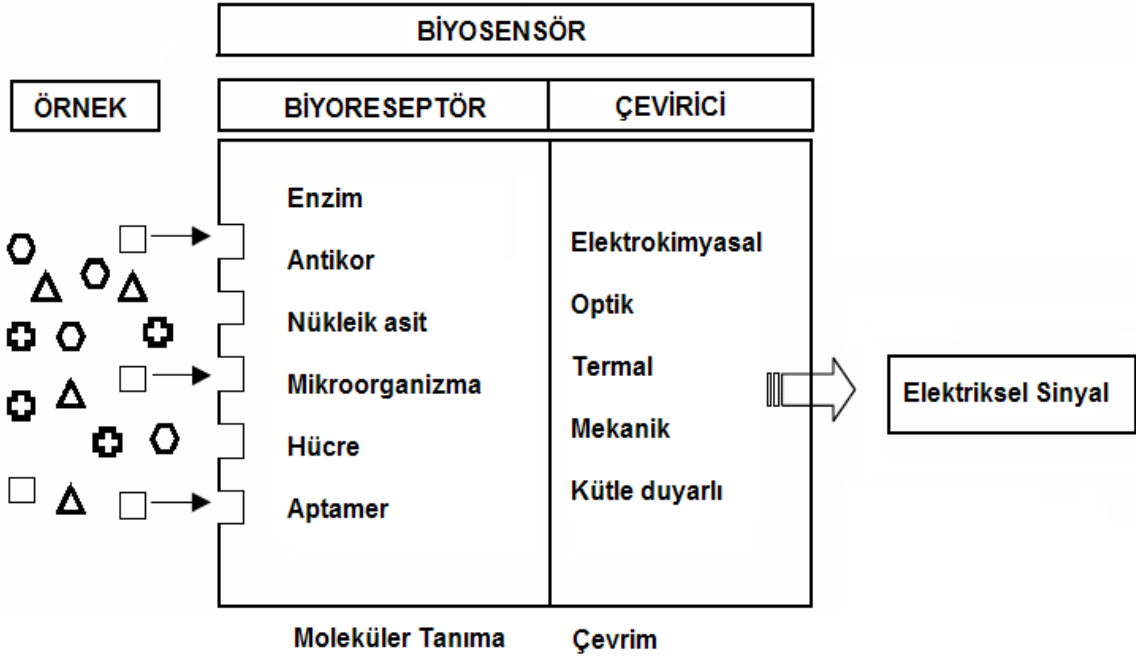 BİYOSENSÖR
ÖRNEK
BİYORESEPTÖR
ÇEVİRİCİ
Enzim
Antikor
Nükleik asit
Mikroorganizma
Hücre
Aptamer
Elektrokimyasal
Optik
Termal
Mekanik
Kütle duyarlı
Elektriksel Sinyal
Moleküler Tanıma
Çevrim